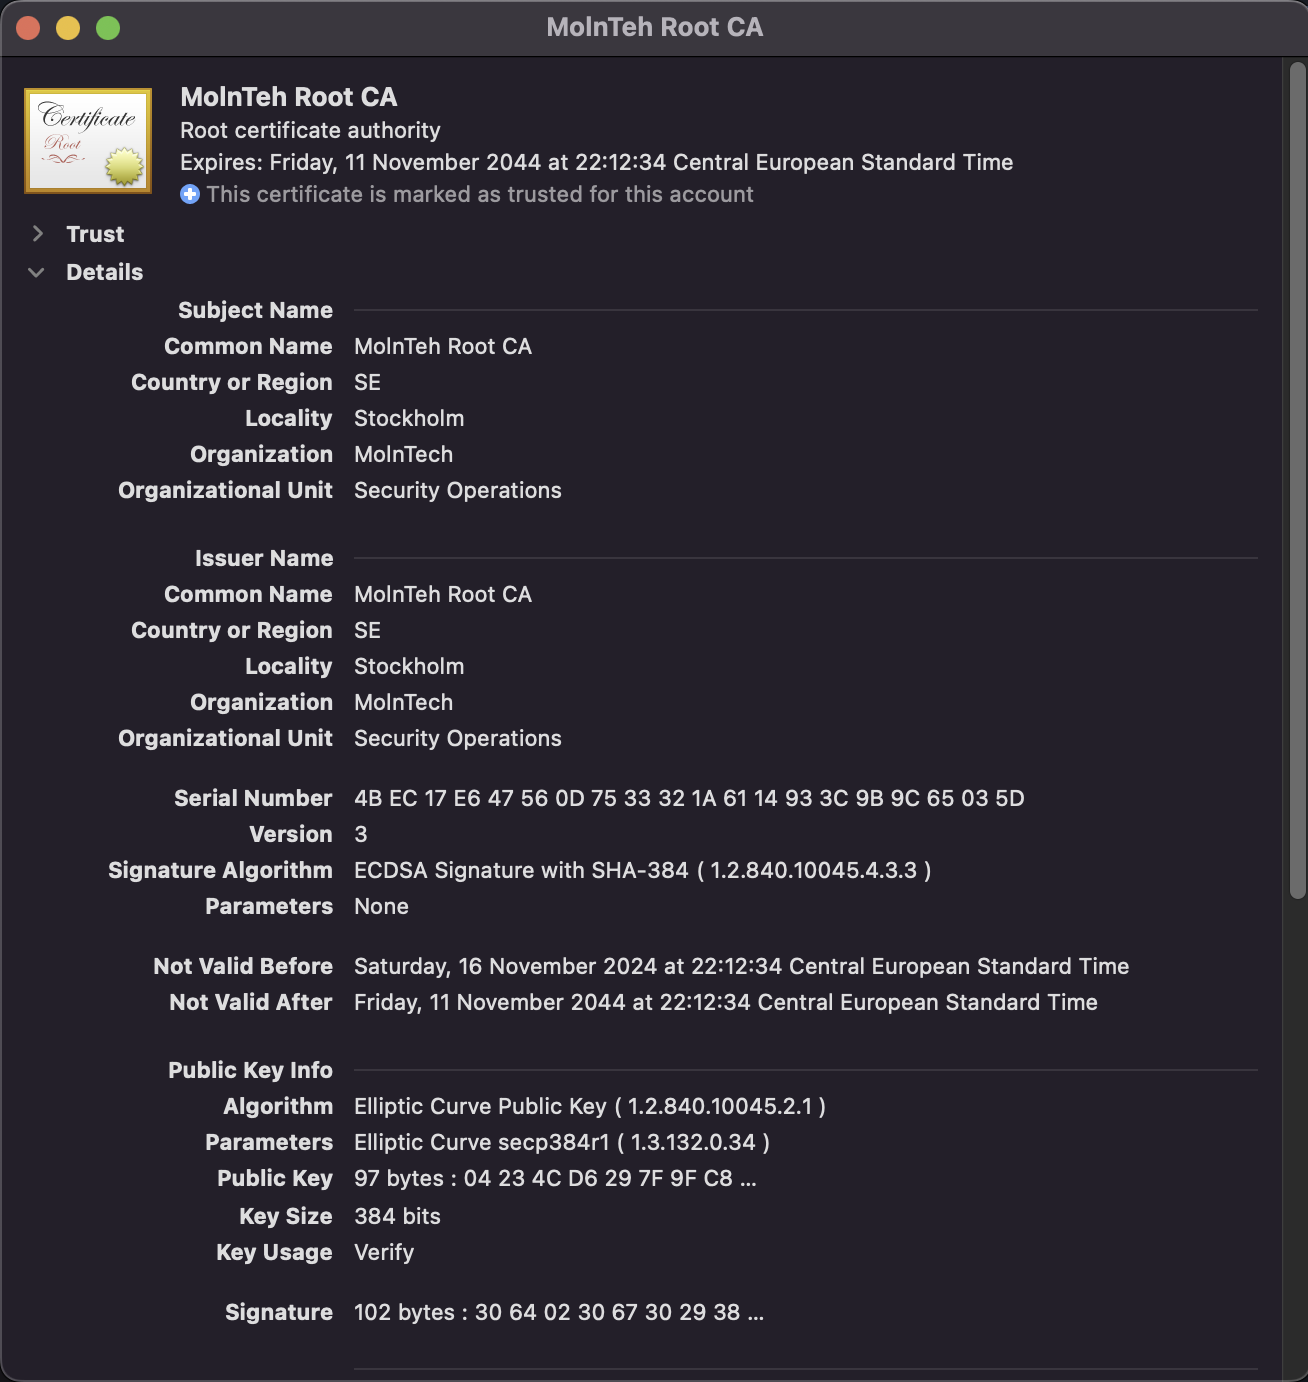 MolnTeh Root CA
Certificate
Root
MolnTeh Root CA
Root certificate authority
Expires: Friday, 11 November 2044 at 22:12:34 Central European Standard Time
This certificate is marked as trusted for this account
Trust
Details
Subject Name
Common Name MolnTeh Root CA
Country or Region SE
Locality Stockholm
Organization MolnTech
Organizational Unit Security Operations
Issuer Name
Common Name MolnTeh Root CA
Country or Region SE
Locality Stockholm
Organization MolnTech
Organizational Unit Security Operations
Serial Number 4B EC 17 E6 47 56 0D 75 33 32 1A 61 14 93 3C 9B 9C 65 03 5D
Version 3
Signature Algorithm ECDSA Signature with SHA-384 ( 1.2.840.10045.4.3.3 )
Parameters None
Not Valid Before Saturday, 16 November 2024 at 22:12:34 Central European Standard Time
Not Valid After Friday, 11 November 2044 at 22:12:34 Central European Standard Time
Public Key Info
Algorithm Elliptic Curve Public Key ( 1.2.840.10045.2.1 )
Parameters Elliptic Curve secp384r1 ( 1.3.132.0.34 )
Public Key 97 bytes : 04 23 4C D6 29 7F 9F C8 ...
Key Size 384 bits
Key Usage Verify
Signature 102 bytes : 30 64 02 30 67 30 29 38 ...